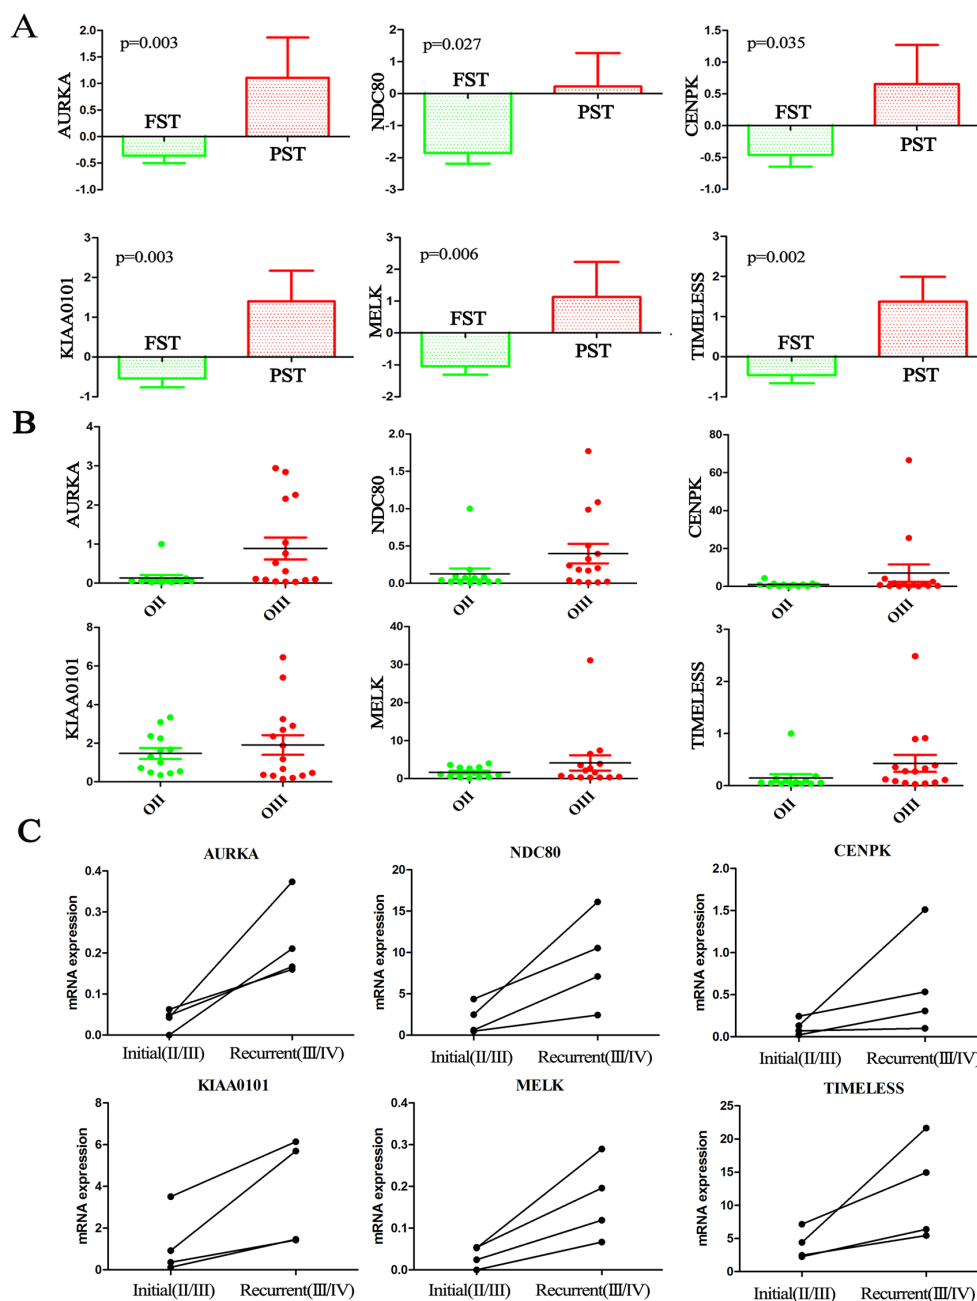 A
AURKA
2.0
1.5
1.0
0.5
0.0
-0.5
-1.0
p=0.003
FST
PST
NDC80
2
1
0
-1
-2
-3
p=0.027
FST
PST
CENPK
1.5
1.0
0.5
0.0
-0.5
-1.0
p=0.035
FST
PST
KIAA0101
3
2
1
0
-1
p=0.003
FST
PST
MELK
3
2
1
0
-1
-2
p=0.006
FST
PST
TIMELESS
3
2
1
0
-1
p=0.002
FST
PST
B
AURKA
4
3
2
1
0
OII
OIII
NDC80
2.0
1.5
1.0
0.5
0.0
OII
OIII
CENPK
80
60
40
20
0
OII
OIII
KIAA0101
8
6
4
2
0
OII
OIII
MELK
40
30
20
10
0
OII
OIII
TIMELESS
3
2
1
0
OII
OIII
C
AURKA
mRNA expression
0.4
0.3
0.2
0.1
0.0
Initial(II/III)
Recurrent(III/IV)
NDC80
mRNA expression
20
15
10
5
0
Initial(II/III)
Recurrent(III/IV)
CENPK
mRNA expression
2.0
1.5
1.0
0.5
0.0
Initial(II/III)
Recurrent(III/IV)
KIAA0101
mRNA expression
8
6
4
2
0
Initial(II/III)
Recurrent(III/IV)
MELK
mRNA expression
0.4
0.3
0.2
0.1
0.0
Initial(II/III)
Recurrent(III/IV)
TIMELESS
mRNA expression
25
20
15
10
5
0
Initial(II/III)
Recurrent(III/IV)